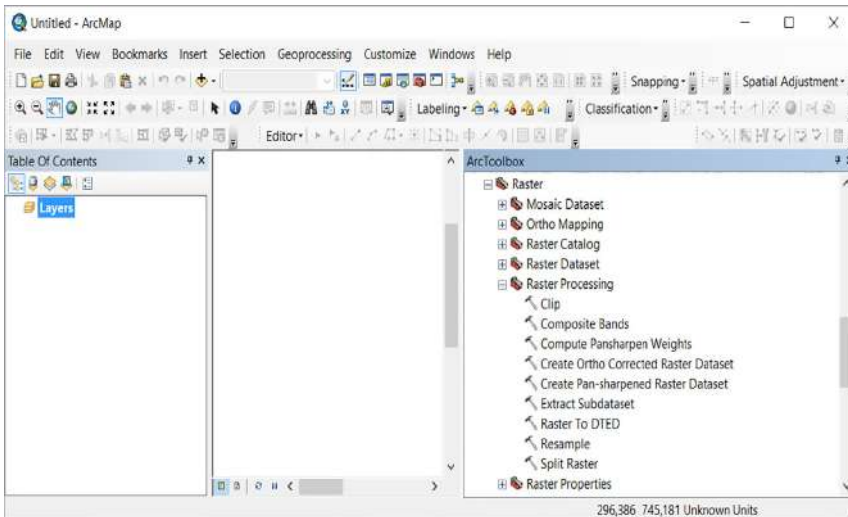 Untitled - ArcMap
File Edit View Bookmarks Insert Selection Geoprocessing Customize Windows Help
Snapping Spatial Adjustment
Labeling Classification
Editor
Table Of Contents
Layers
ArcToolbox
Raster
Mosaic Dataset
Ortho Mapping
Raster Catalog
Raster Dataset
Raster Processing
Clip
Composite Bands
Compute Pansharpen Weights
Create Ortho Corrected Raster Dataset
Create Pan-sharpened Raster Dataset
Extract Subdataset
Raster To DTED
Resample
Split Raster
Raster Properties
296,386 745,181 Unknown Units